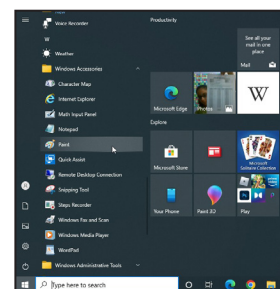 Voice Recorder
W
Weather
Windows Accessories
Character Map
Internet Explorer
Math Input Panel
Notepad
Paint
Quick Assist
Remote Desktop Connection
Snipping Tool
Steps Recorder
Windows Fax and Scan
Windows Media Player
WordPad
Windows Administrative Tools
Type here to search
Productivity
See all your
mail in one
place
Mail
Microsoft Edge
Photos
W
Explore
Microsoft Store
Microsoft
Solitaire Collection
Your Phone
Paint 3D
Play